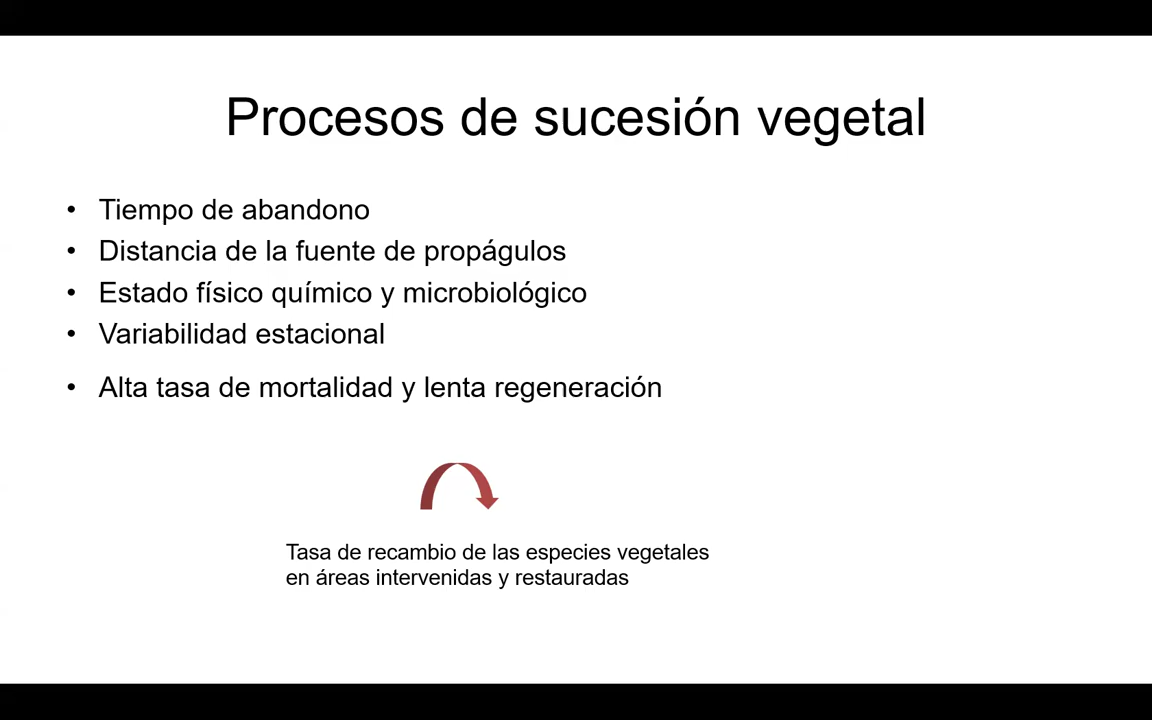 Procesos de sucesión vegetal
• Tiempo de abandono
• Distancia de la fuente de propágulos
• Estado físico químico y microbiológico
• Variabilidad estacional
• Alta tasa de mortalidad y lenta regeneración
Tasa de recambio de las especies vegetales
en áreas intervenidas y restauradas